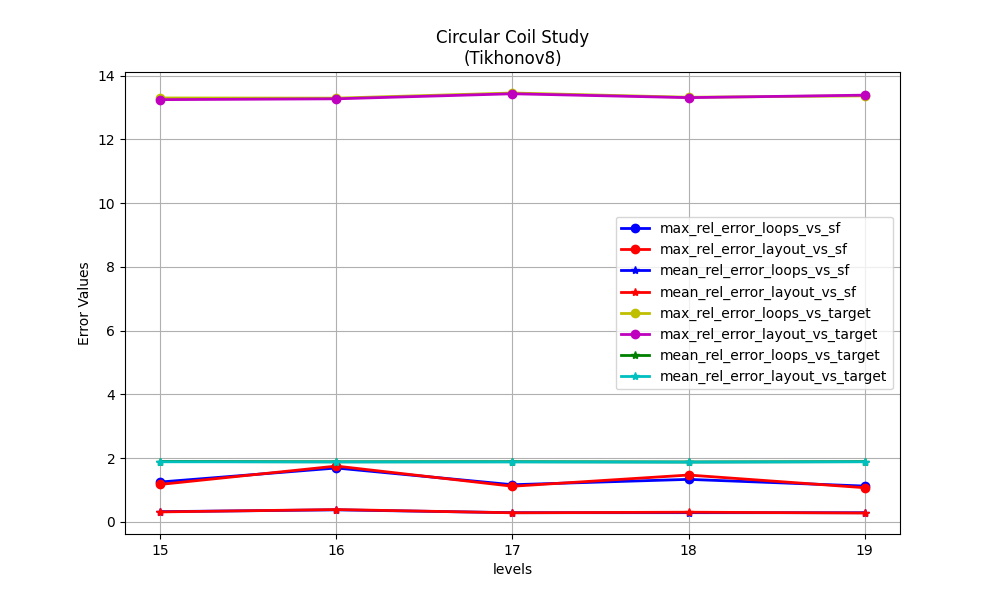 Circular Coil Study
(Tikhonov8)
Error Values
14
12
10
8
6
4
2
0
15
16
17
18
19
levels
max_rel_error_loops_vs_sf
max_rel_error_layout_vs_sf
mean_rel_error_loops_vs_sf
mean_rel_error_layout_vs_sf
max_rel_error_loops_vs_target
max_rel_error_layout_vs_target
mean_rel_error_loops_vs_target
mean_rel_error_layout_vs_target